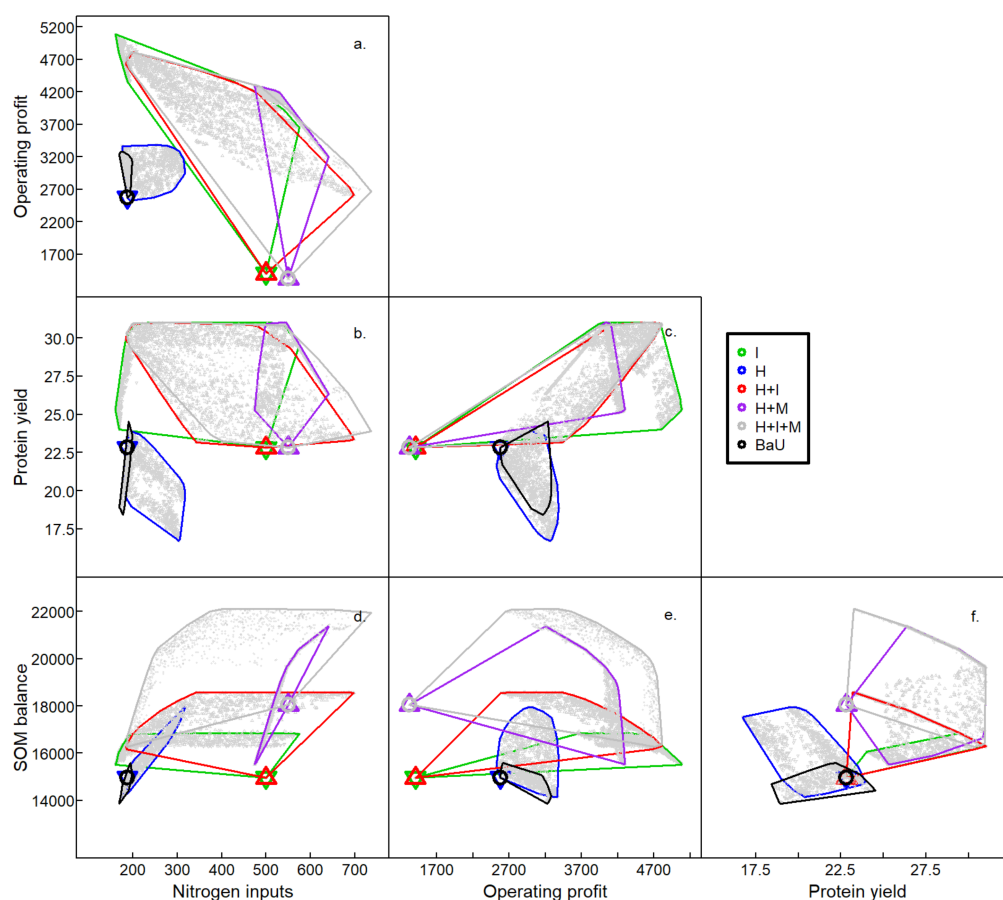 5200
4700
4200
3700
3200
2700
2200
1700
Operating profit
a.
30.0
27.5
25.0
22.5
20.0
17.5
Protein yield
b.
c.
I
H
H+I
H+M
H+I+M
BaU
22000
20000
18000
16000
14000
SOM balance
d.
e.
f.
200 300 400 500 600 700
1700 2700 3700 4700
17.5 22.5 27.5
Nitrogen inputs
Operating profit
Protein yield